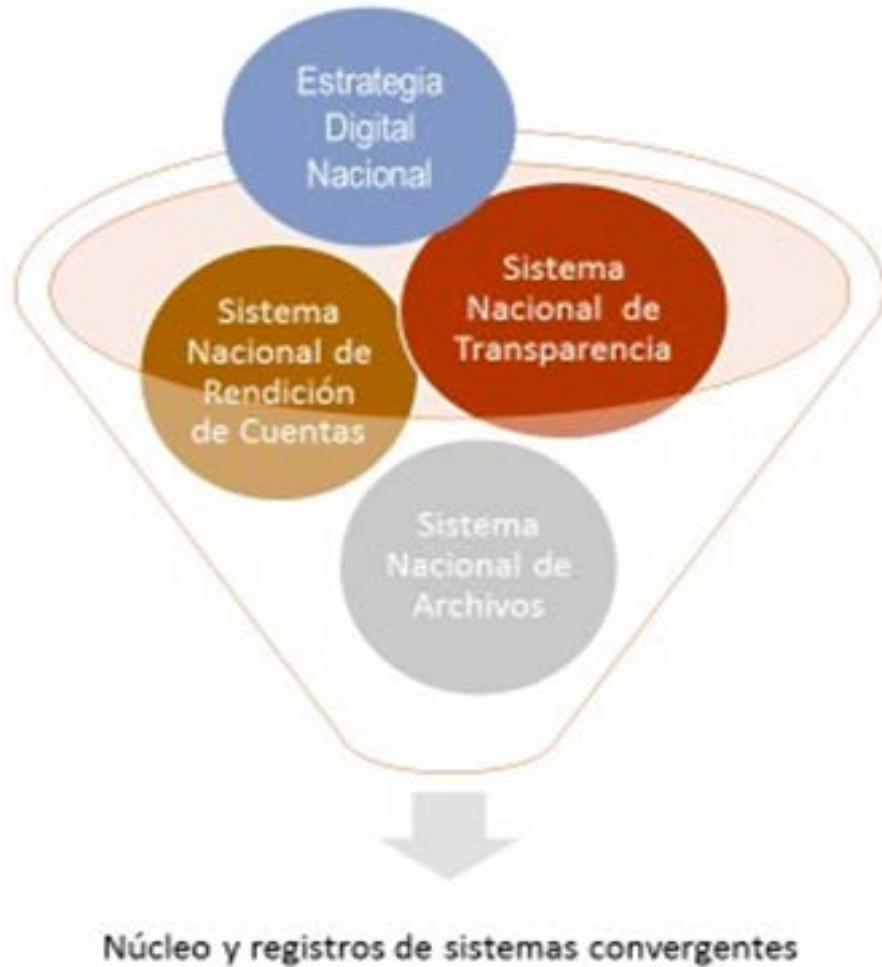 Estrategia
Digital
Nacional
Sistema
Nacional de
Transparencia
Sistema
Nacional de
Rendición
de Cuentas
Sistema
Nacional de
Archivos
Núcleo y registros de sistemas convergentes